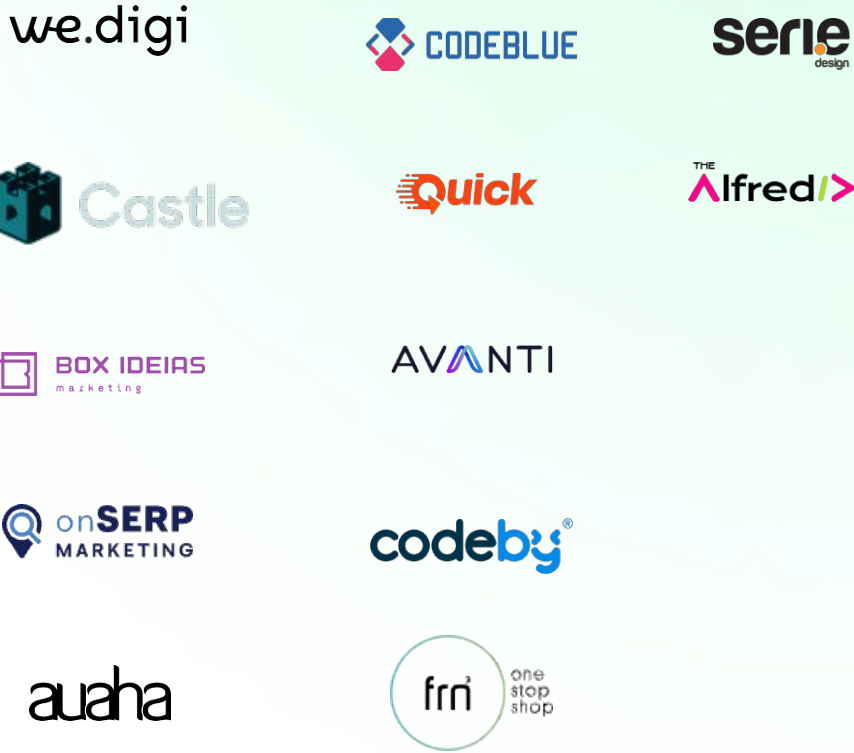 we.digi
CODEBLUE
serie
design
Castle
Quick
THE
Alfred
BOX IDEIAS
marketing
AVANTI
onSERP
MARKETING
codeby®
auaha
frn
one
stop
shop